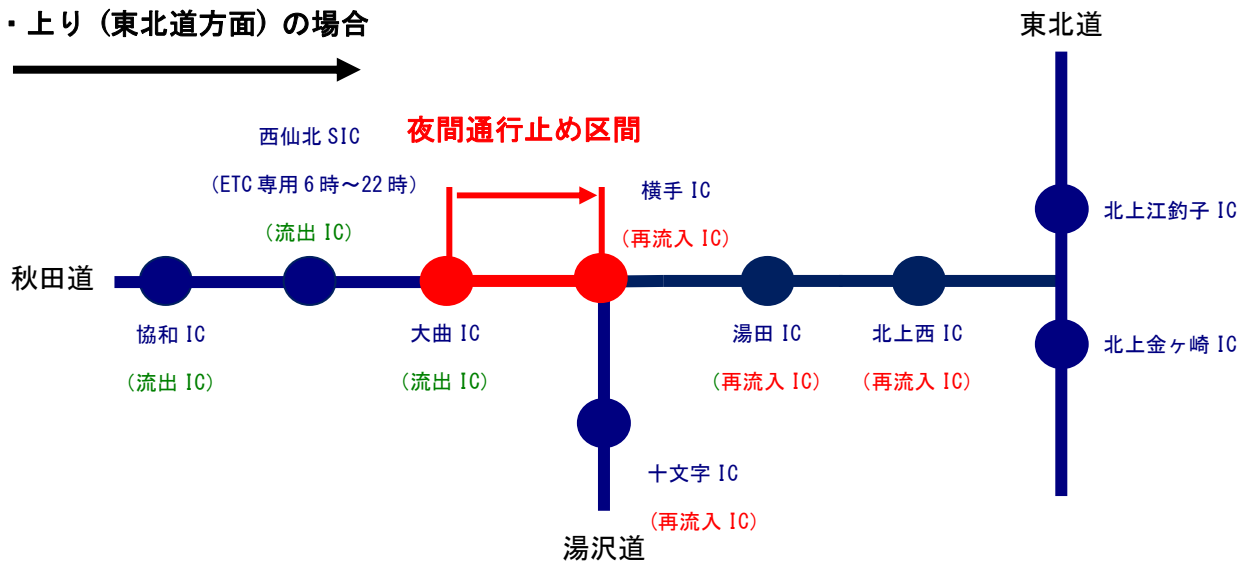 ・上り（東北道方面）の場合
東北道
西仙北 SIC
（ETC 専用 6 時～22 時）
（流出 IC）
夜間通行止め区間
横手 IC
（再流入 IC）
北上江釣子 IC
秋田道
協和 IC
（流出 IC）
大曲 IC
（流出 IC）
湯田 IC
（再流入 IC）
北上西 IC
（再流入 IC）
北上金ヶ崎 IC
十文字 IC
（再流入 IC）
湯沢道